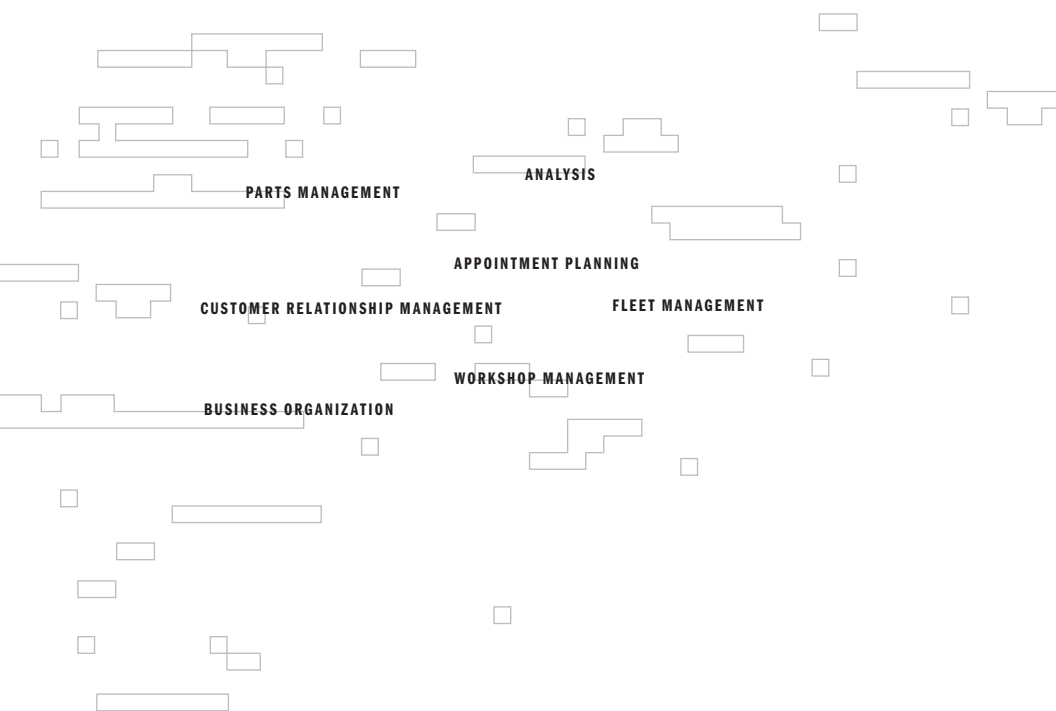 ANALYSIS
PARTS MANAGEMENT
APPOINTMENT PLANNING
CUSTOMER RELATIONSHIP MANAGEMENT
FLEET MANAGEMENT
WORKSHOP MANAGEMENT
BUSINESS ORGANIZATION